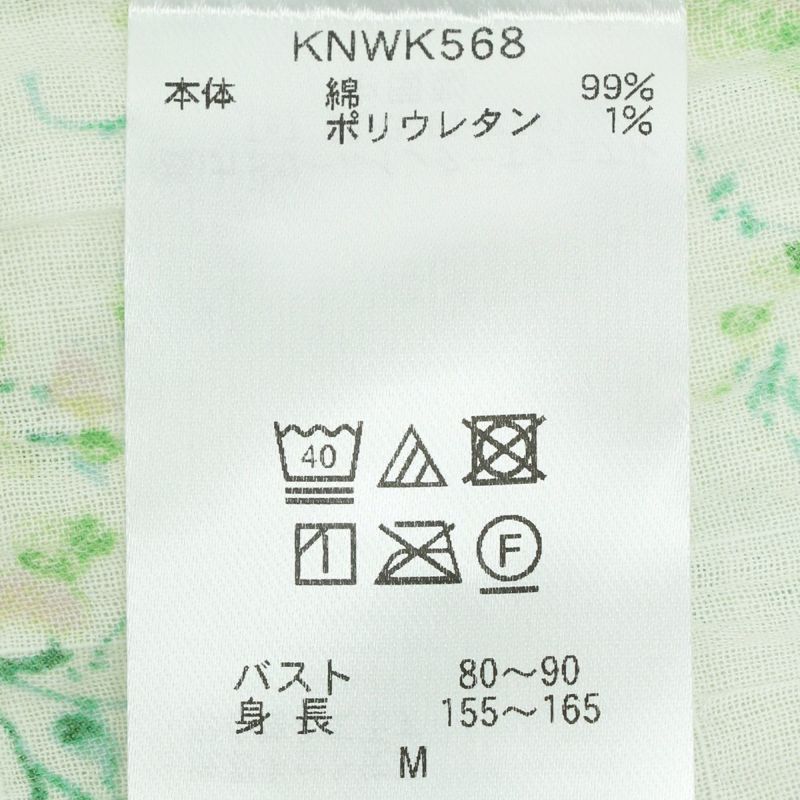 KNWK568
本体 綿 99%
ポリウレタン 1%
40
F
バスト 80〜90
身長 155〜165
M